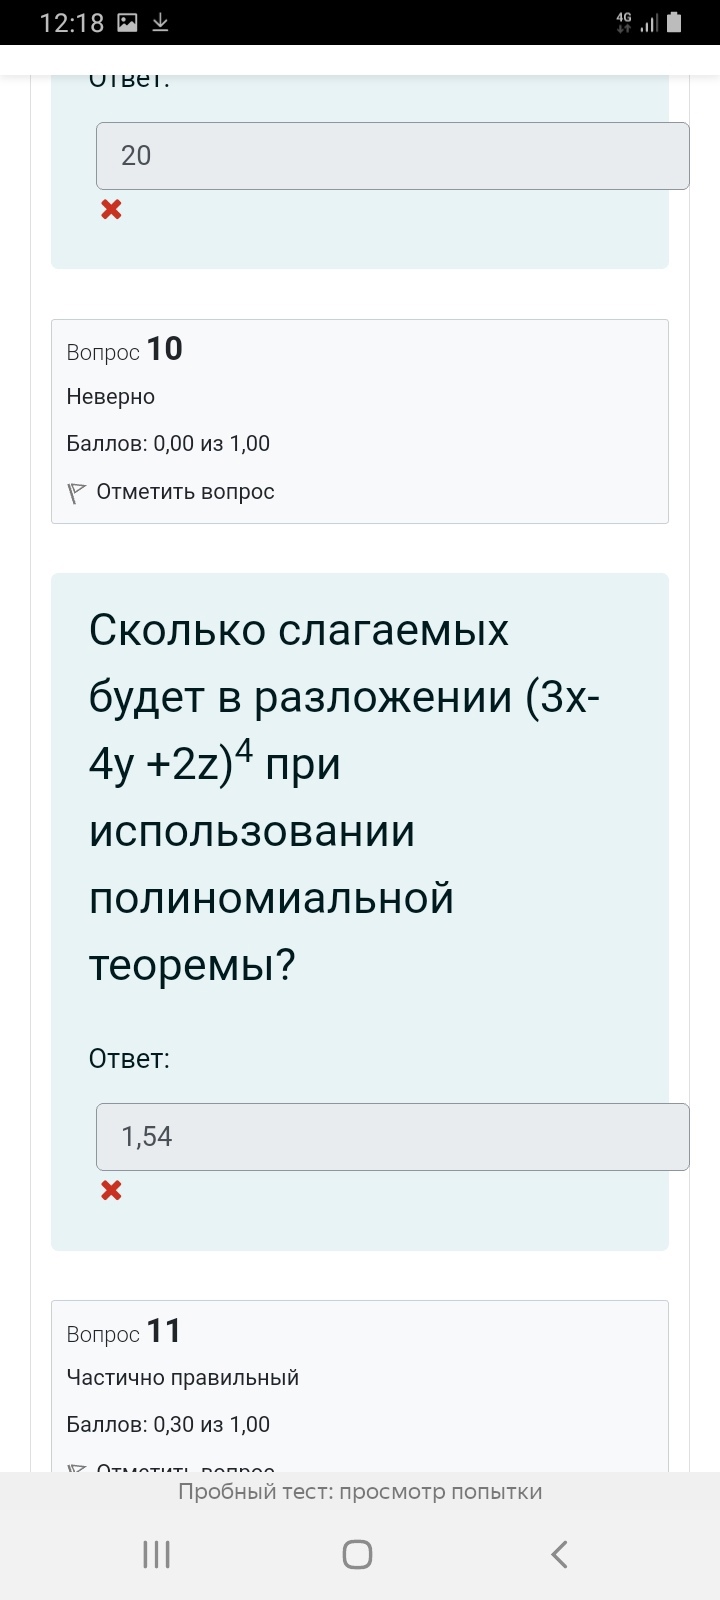 12:18
4G
Ответ:
20
Вопрос 10
Неверно
Баллов: 0,00 из 1,00
Отметить вопрос
Сколько слагаемых
будет в разложении (3x-
4y +2z)⁴ при
использовании
полиномиальной
теоремы?
Ответ:
1,54
Вопрос 11
Частично правильный
Баллов: 0,30 из 1,00
Отметить вопрос
Пробный тест: просмотр попытки